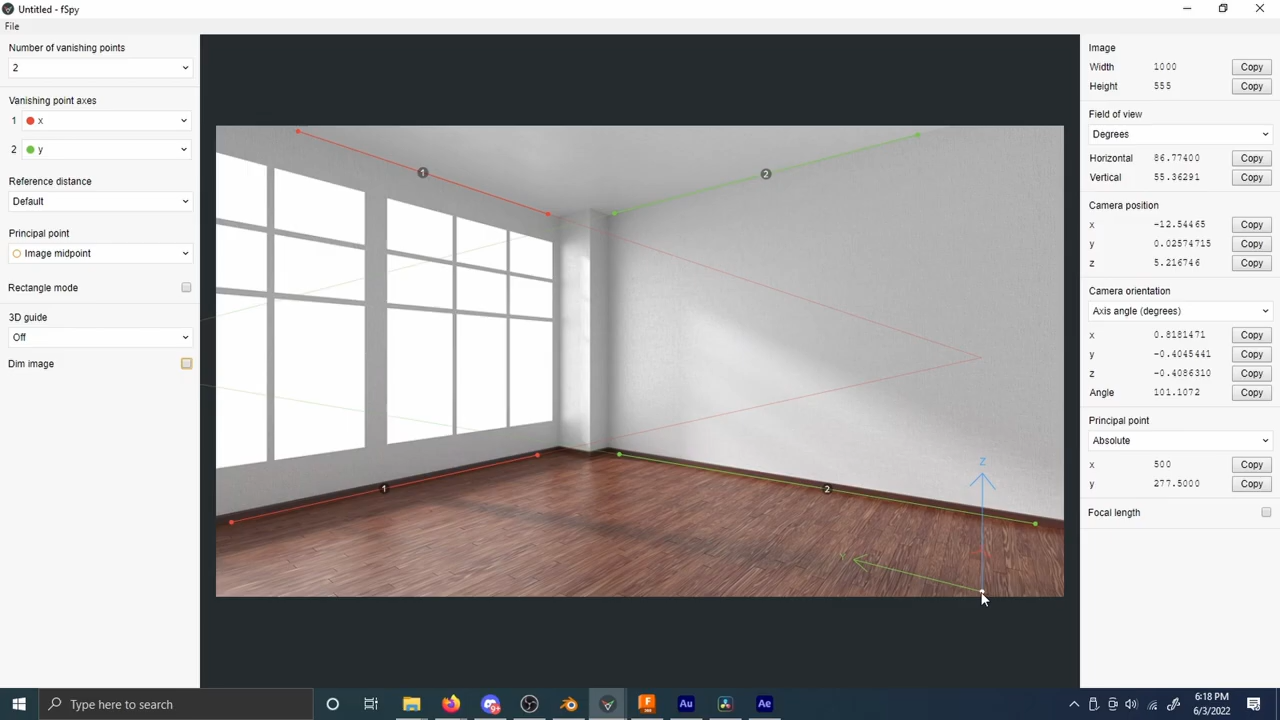 Untitled - fSpy
File
Number of vanishing points
2
Vanishing point axes
1 x
2 y
Reference distance
Default
Principal point
Image midpoint
Rectangle mode
3D guide
Off
Dim image
1
2
1
2
Z
Y
Image
Width 1000 Copy
Height 555 Copy
Field of view
Degrees
Horizontal 86.77400 Copy
Vertical 55.36291 Copy
Camera position
x -12.54465 Copy
y 0.02574715 Copy
z 5.216746 Copy
Camera orientation
Axis angle (degrees)
x 0.8181471 Copy
y -0.4045441 Copy
z -0.4086310 Copy
Angle 101.1072 Copy
Principal point
Absolute
x 500 Copy
y 277.5000 Copy
Focal length
Type here to search
Au
Ae
6:18 PM
6/3/2022